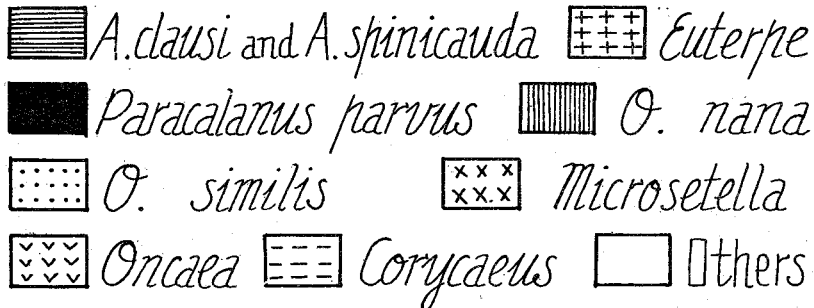 A. clausi and A. spinicauda Euterpe
Paracalanus parvus O. nana
O. similis Microsetella
Oncaea Corycaeus Others